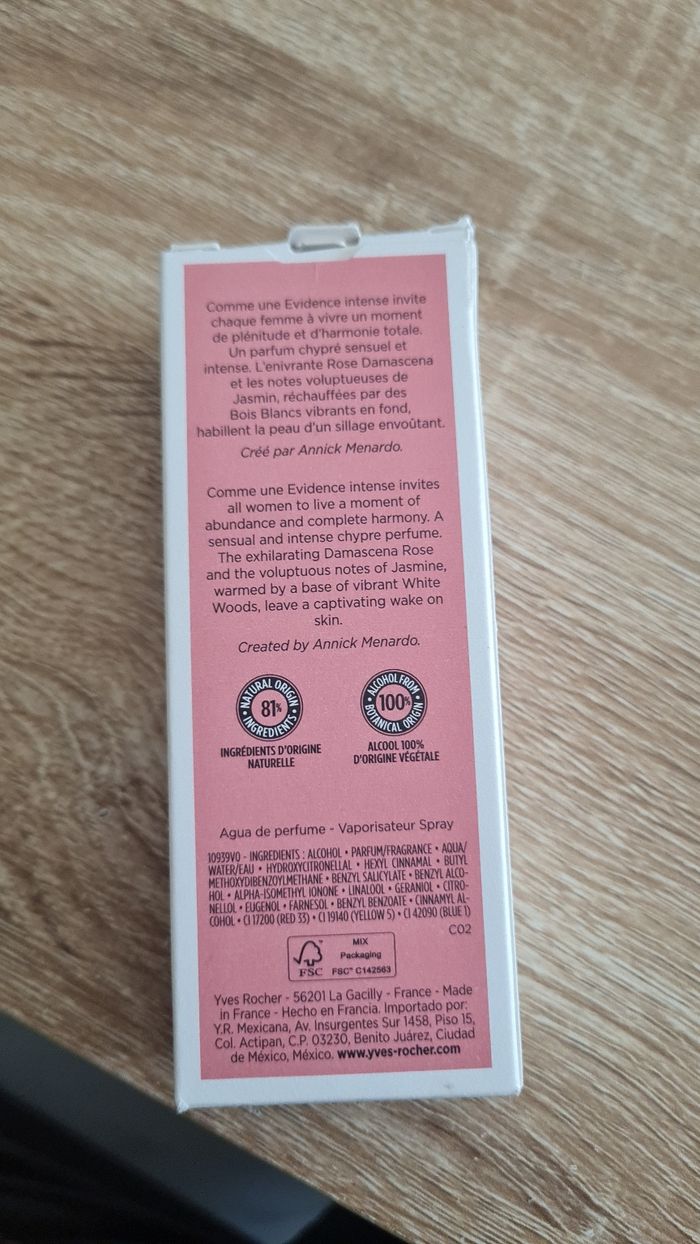 Comme une Evidence intense invite
chaque femme à vivre un moment
de plénitude et d'harmonie totale.
Un parfum chypré sensuel et
intense. L'enivrante Rose Damascena
et les notes voluptueuses de
Jasmin, réchauffées par des
Bois Blancs vibrants en fond,
habillent la peau d'un sillage envoûtant.
Créé par Annick Menardo.
Comme une Evidence intense invites
all women to live a moment of
abundance and complete harmony. A
sensual and intense chypre perfume.
The exhilarating Damascena Rose
and the voluptuous notes of Jasmine,
warmed by a base of vibrant White
Woods, leave a captivating wake on
skin.
Created by Annick Menardo.
NATURAL ORIGIN
81%
• INGREDIENTS •
INGRÉDIENTS D'ORIGINE
NATURELLE
ALCOHOL FROM
100%
• BOTANICAL ORIGIN •
ALCOOL 100%
D'ORIGINE VÉGÉTALE
Agua de perfume - Vaporisateur Spray
10939V0 - INGREDIENTS : ALCOHOL • PARFUM/FRAGRANCE • AQUA/
WATER/EAU • HYDROXYCITRONELLAL • HEXYL CINNAMAL • BUTYL
METHOXYDIBENZOYLMETHANE • BENZYL SALICYLATE • BENZYL ALCO-
HOL • ALPHA-ISOMETHYL IONONE • LINALOOL • GERANIOL • CITRO-
NELLOL • EUGENOL • FARNESOL • BENZYL BENZOATE • CINNAMYL AL-
COHOL • CI 17200 (RED 33) • CI 19140 (YELLOW 5) • CI 42090 (BLUE 1)
C02
MIX
Packaging
FSC FSC™ C142563
Yves Rocher - 56201 La Gacilly - France - Made
in France - Hecho en Francia. Importado por:
Y.R. Mexicana, Av. Insurgentes Sur 1458, Piso 15,
Col. Actipan, C.P. 03230, Benito Juárez, Ciudad
de México, México. www.yves-rocher.com